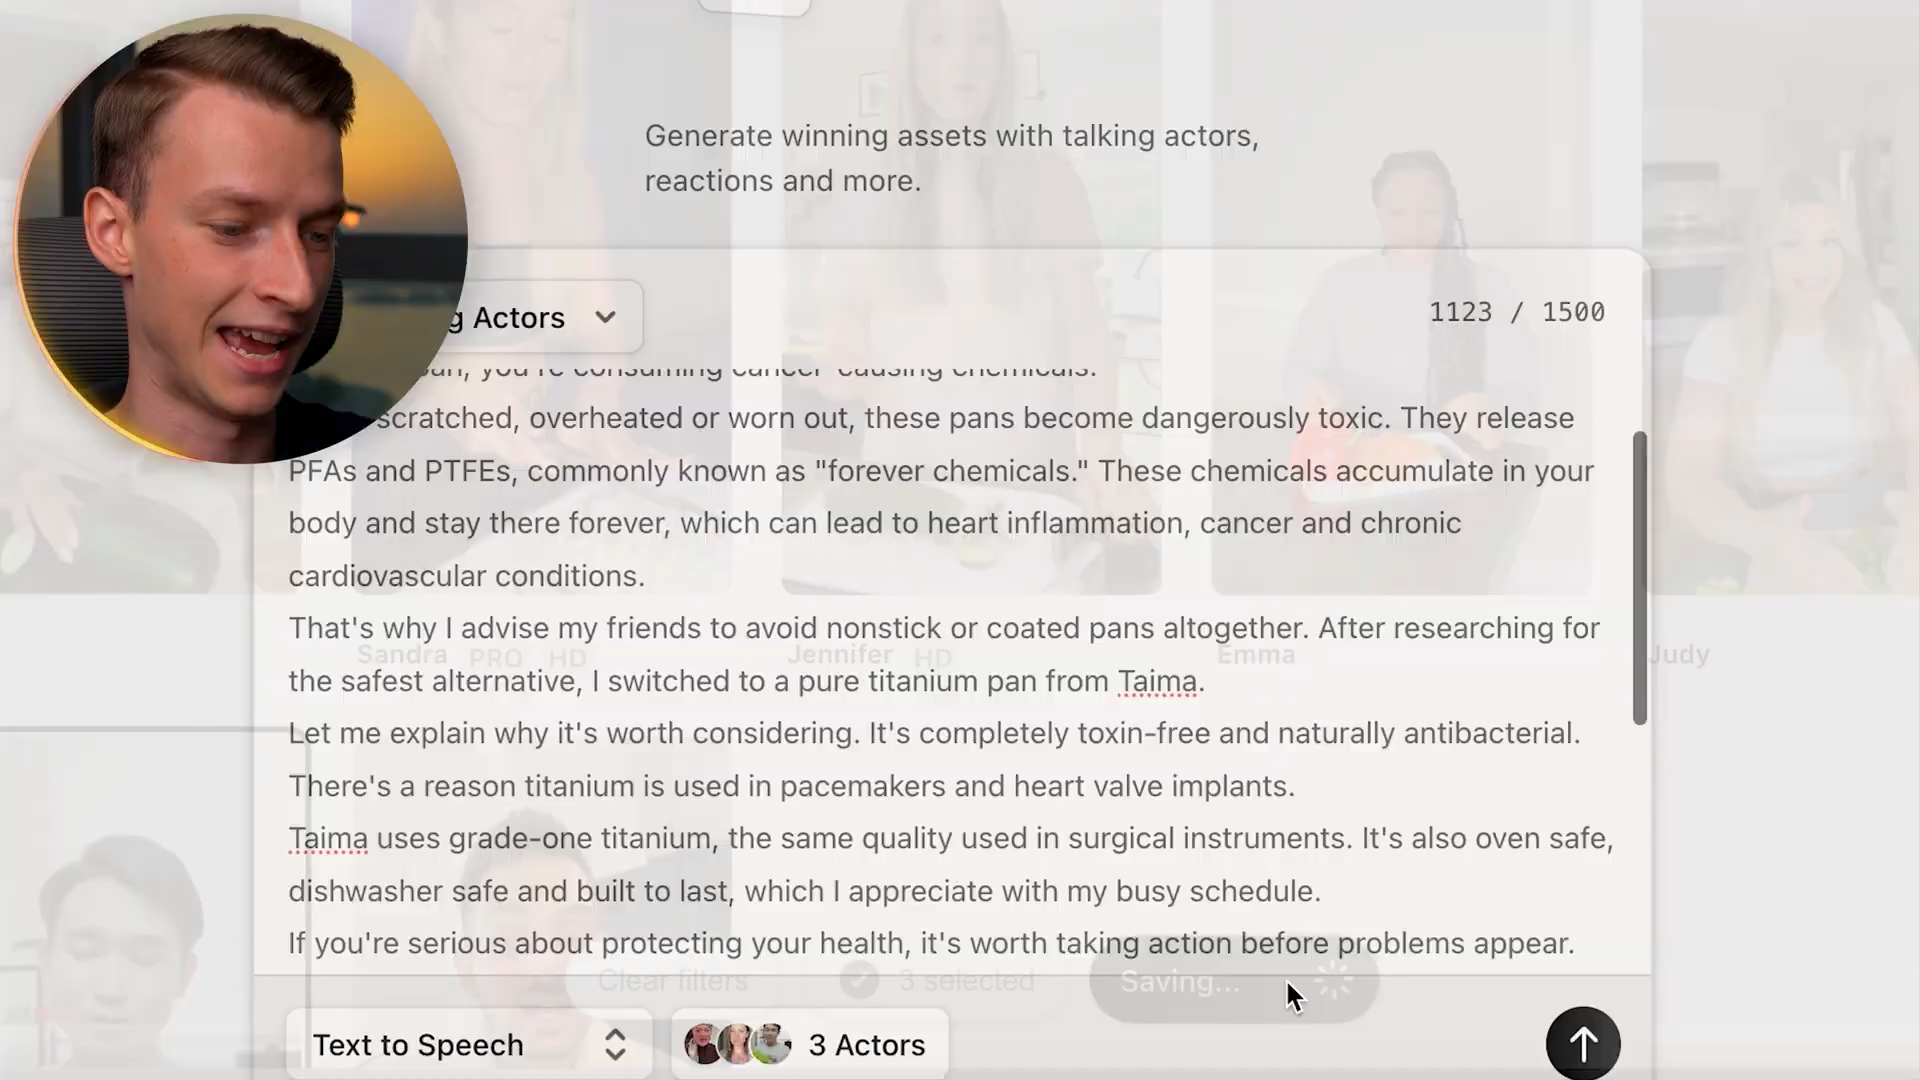 Generate winning assets with talking actors,
reactions and more.
g Actors
1123 / 1500
you're consuming cancer-causing chemicals.
scratched, overheated or worn out, these pans become dangerously toxic. They release
PFAs and PTFEs, commonly known as "forever chemicals." These chemicals accumulate in your
body and stay there forever, which can lead to heart inflammation, cancer and chronic
cardiovascular conditions.
That's why I advise my friends to avoid nonstick or coated pans altogether. After researching for
Sandra PRO HD
Jennifer HD
Emma
Judy
the safest alternative, I switched to a pure titanium pan from Taima.
Let me explain why it's worth considering. It's completely toxin-free and naturally antibacterial.
There's a reason titanium is used in pacemakers and heart valve implants.
Taima uses grade-one titanium, the same quality used in surgical instruments. It's also oven safe,
dishwasher safe and built to last, which I appreciate with my busy schedule.
If you're serious about protecting your health, it's worth taking action before problems appear.
Clear filters
3 selected
Saving...
Text to Speech
3 Actors